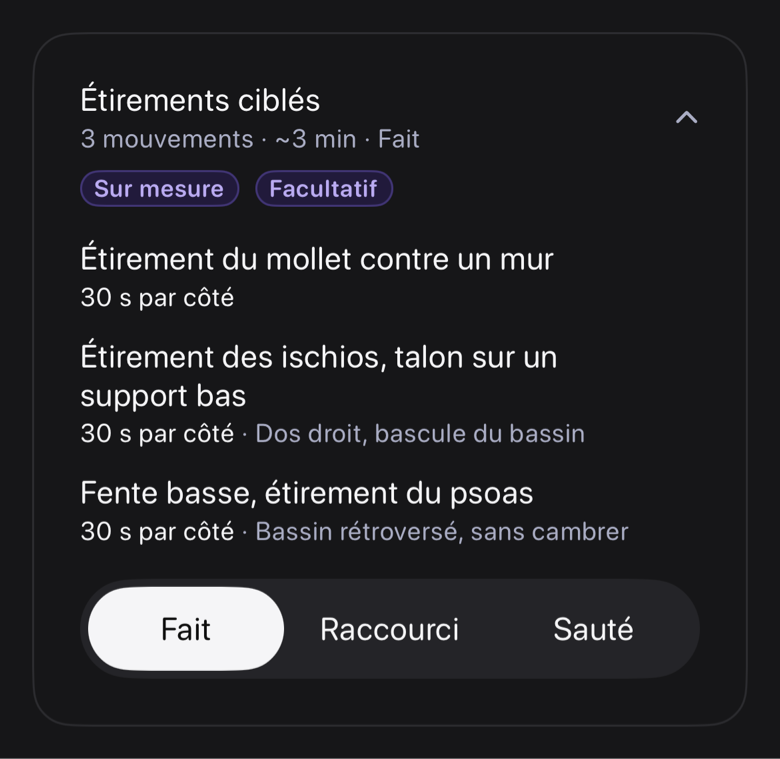 Étirements ciblés
3 mouvements · ~3 min · Fait
Sur mesure Facultatif
Étirement du mollet contre un mur
30 s par côté
Étirement des ischios, talon sur un
support bas
30 s par côté · Dos droit, bascule du bassin
Fente basse, étirement du psoas
30 s par côté · Bassin rétroversé, sans cambrer
Fait Raccourci Sauté